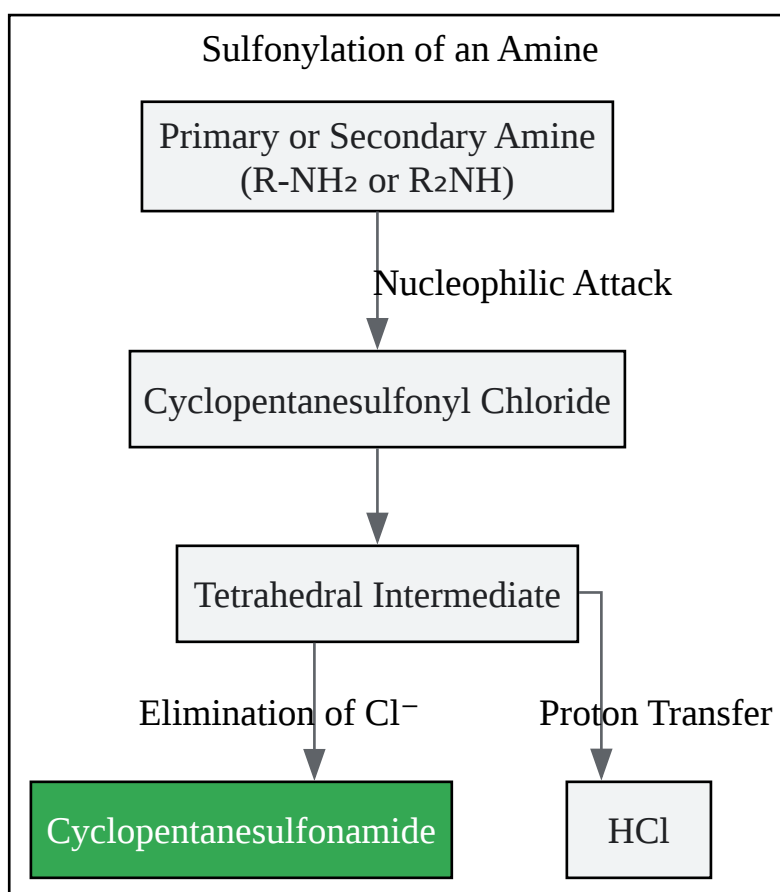 Sulfonylation of an Amine
Primary or Secondary Amine
(R-NH₂ or R₂NH)
Nucleophilic Attack
Cyclopentanesulfonyl Chloride
Tetrahedral Intermediate
Elimination of Cl⁻
Proton Transfer
Cyclopentanesulfonamide
HCl